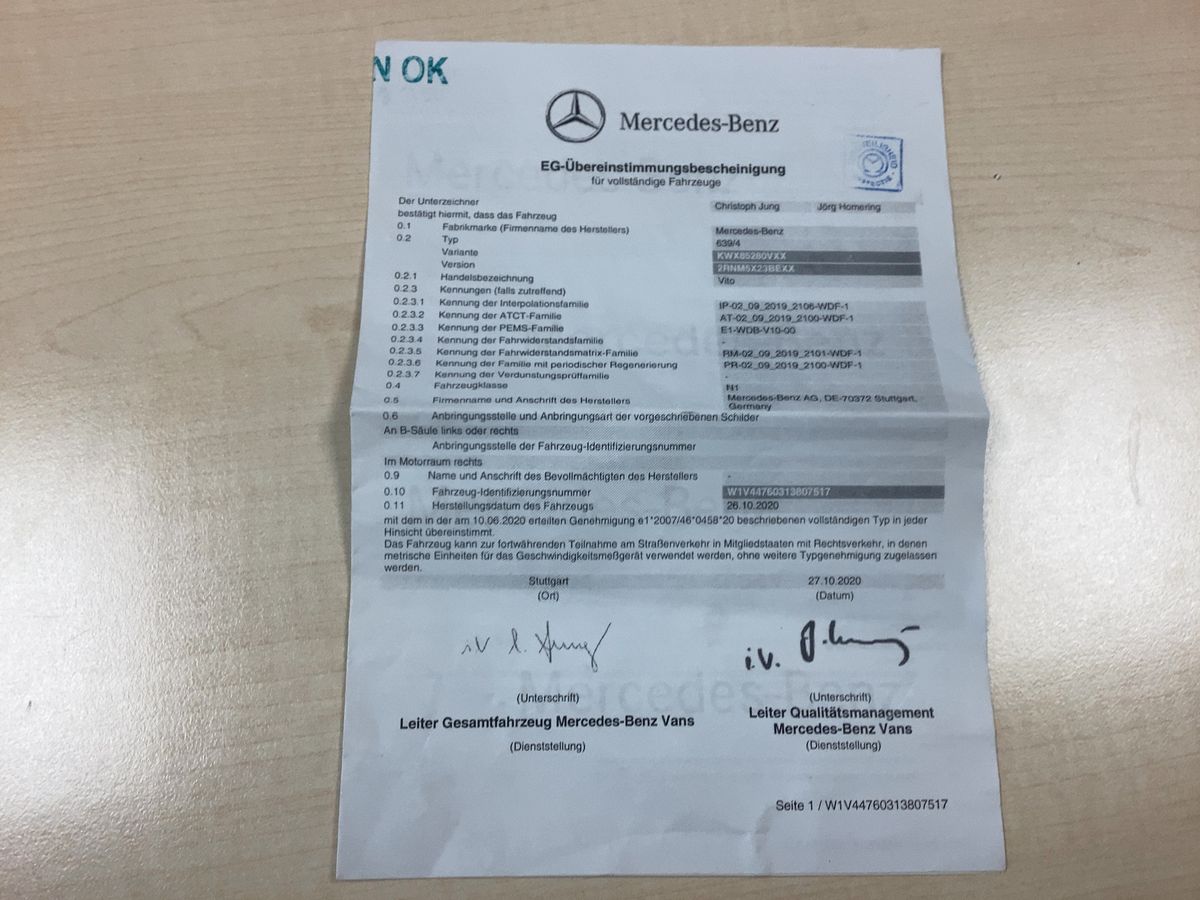 N OK
Mercedes-Benz
EG-Übereinstimmungsbescheinigung
für vollständige Fahrzeuge
Der Unterzeichner Christoph Jung Jörg Homering
bestätigt hiermit, dass das Fahrzeug
0.1 Fabrikmarke (Firmenname des Herstellers) Mercedes-Benz
0.2 Typ 639/4
Variante KWX85280VXX
Version 2RNM5X23BEXX
0.2.1 Handelsbezeichnung Vito
0.2.3 Kennungen (falls zutreffend)
0.2.3.1 Kennung der Interpolationsfamilie IP-02_09_2019_2106-WDF-1
0.2.3.2 Kennung der ATCT-Familie AT-02_09_2019_2100-WDF-1
0.2.3.3 Kennung der PEMS-Familie E1-WDB-V10-00
0.2.3.4 Kennung der Fahrwiderstandsfamilie -
0.2.3.5 Kennung der Fahrwiderstandsmatrix-Familie RM-02_09_2019_2101-WDF-1
0.2.3.6 Kennung der Familie mit periodischer Regenerierung PR-02_09_2019_2100-WDF-1
0.2.3.7 Kennung der Verdunstungsprüffamilie -
0.4 Fahrzeugklasse N1
0.5 Firmenname und Anschrift des Herstellers Mercedes-Benz AG, DE-70372 Stuttgart,
Germany
0.6 Anbringungsstelle und Anbringungsart der vorgeschriebenen Schilder
An B-Säule links oder rechts
Anbringungsstelle der Fahrzeug-Identifizierungsnummer
Im Motorraum rechts
0.9 Name und Anschrift des Bevollmächtigten des Herstellers -
0.10 Fahrzeug-Identifizierungsnummer W1V44760313807517
0.11 Herstellungsdatum des Fahrzeugs 26.10.2020
mit dem in der am 10.06.2020 erteilten Genehmigung e1*2007/46*0458*20 beschriebenen vollständigen Typ in jeder
Hinsicht übereinstimmt.
Das Fahrzeug kann zur fortwährenden Teilnahme am Straßenverkehr in Mitgliedstaaten mit Rechtsverkehr, in denen
metrische Einheiten für das Geschwindigkeitsmeßgerät verwendet werden, ohne weitere Typgenehmigung zugelassen
werden.
Stuttgart 27.10.2020
(Ort) (Datum)
i.V. i.V.
(Unterschrift) (Unterschrift)
Leiter Gesamtfahrzeug Mercedes-Benz Vans Leiter Qualitätsmanagement
Mercedes-Benz Vans
(Dienststellung) (Dienststellung)
Seite 1 / W1V44760313807517